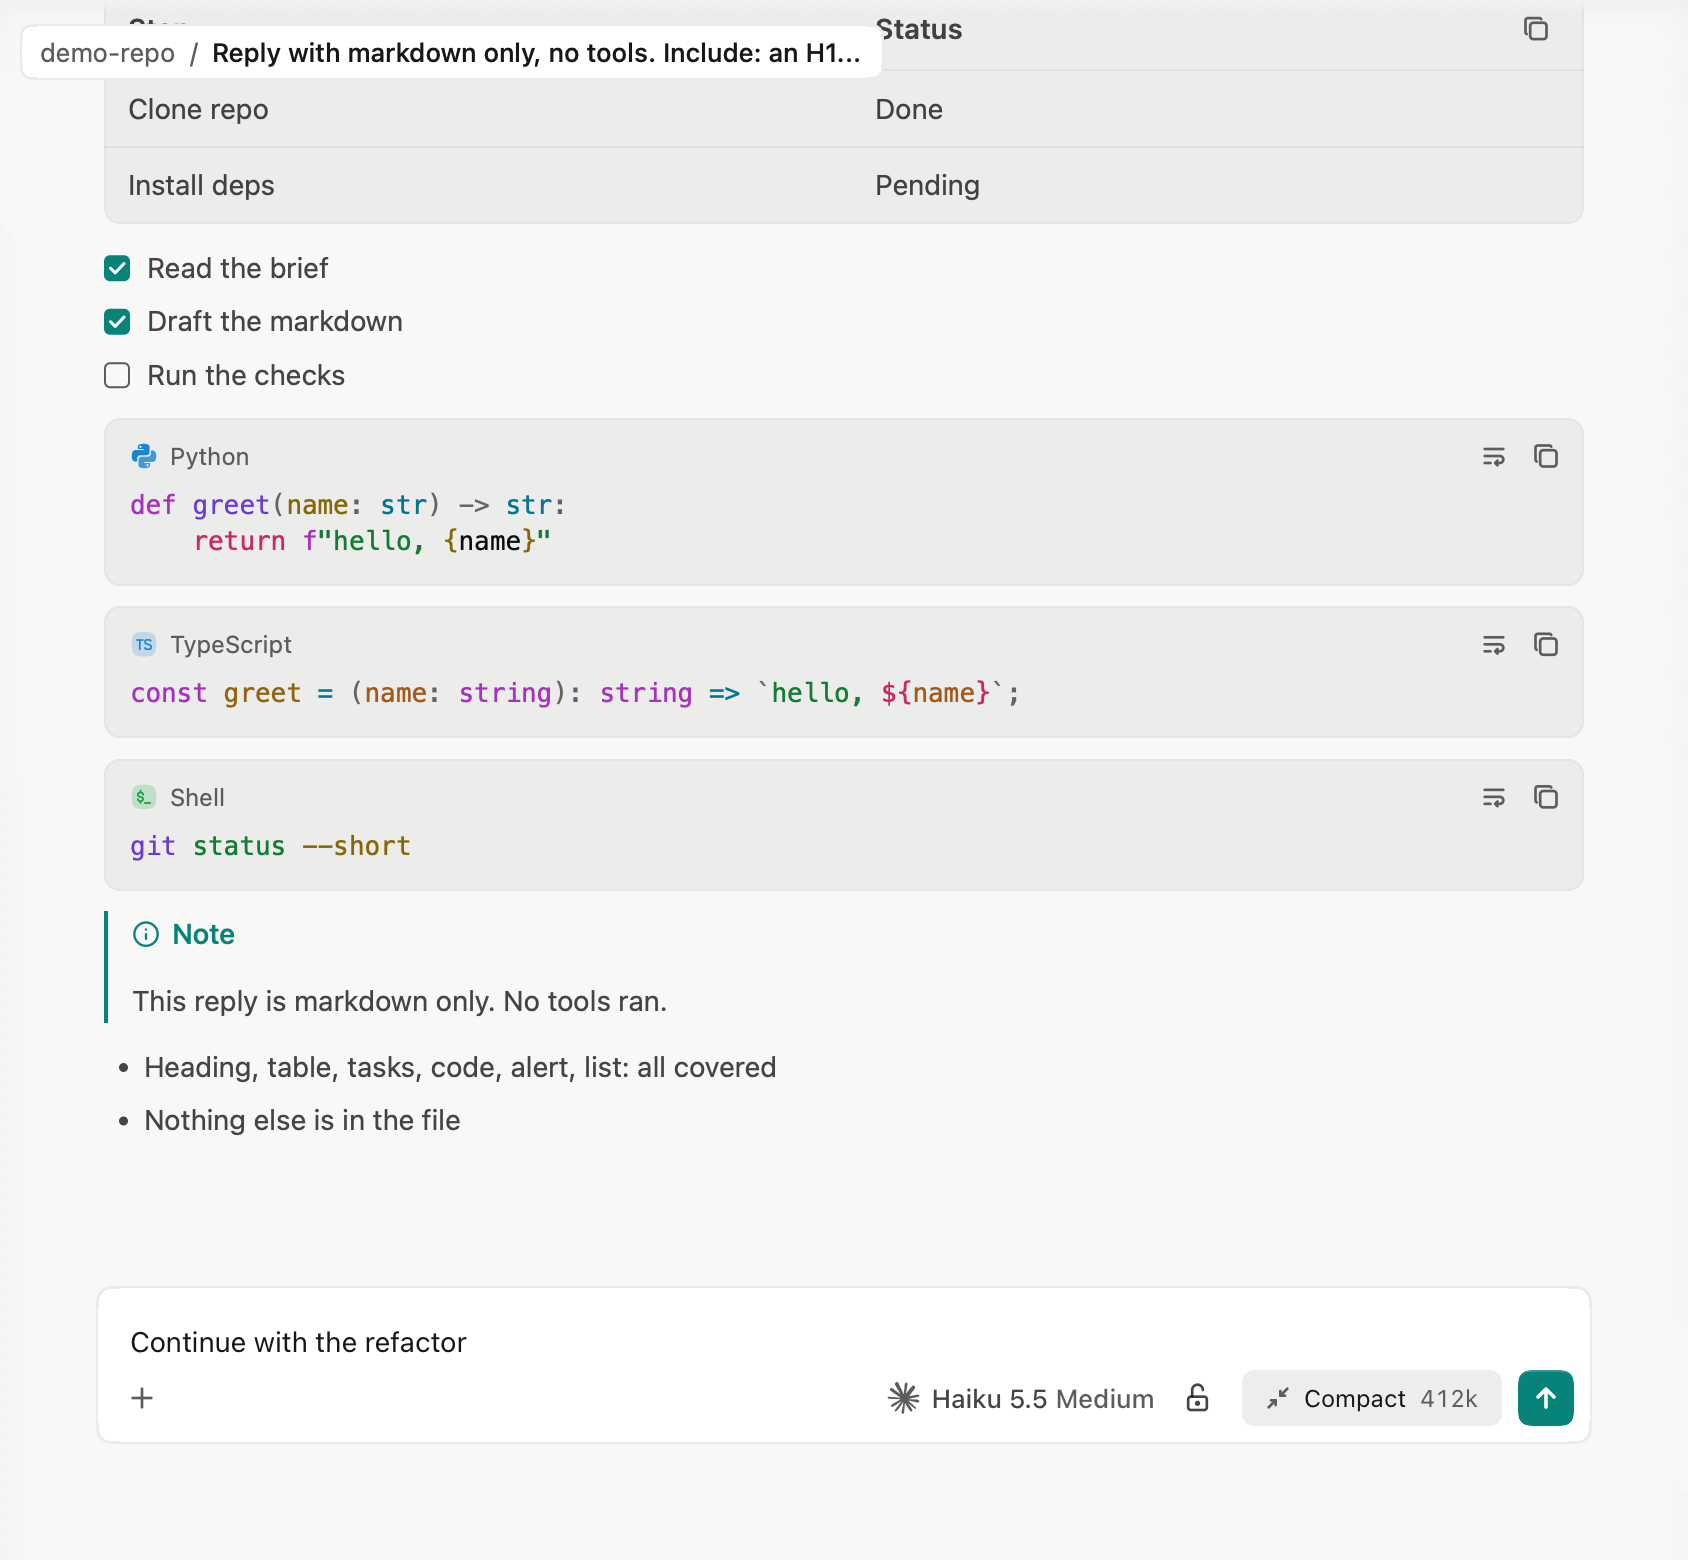 demo-repo / Reply with markdown only, no tools. Include: an H1...
Status
Clone repo Done
Install deps Pending
Read the brief
Draft the markdown
Run the checks
Python
def greet(name: str) -> str:
    return f"hello, {name}"
TS TypeScript
const greet = (name: string): string => `hello, ${name}`;
$_ Shell
git status --short
Note
This reply is markdown only. No tools ran.
• Heading, table, tasks, code, alert, list: all covered
• Nothing else is in the file
Continue with the refactor
Haiku 5.5 Medium Compact 412k